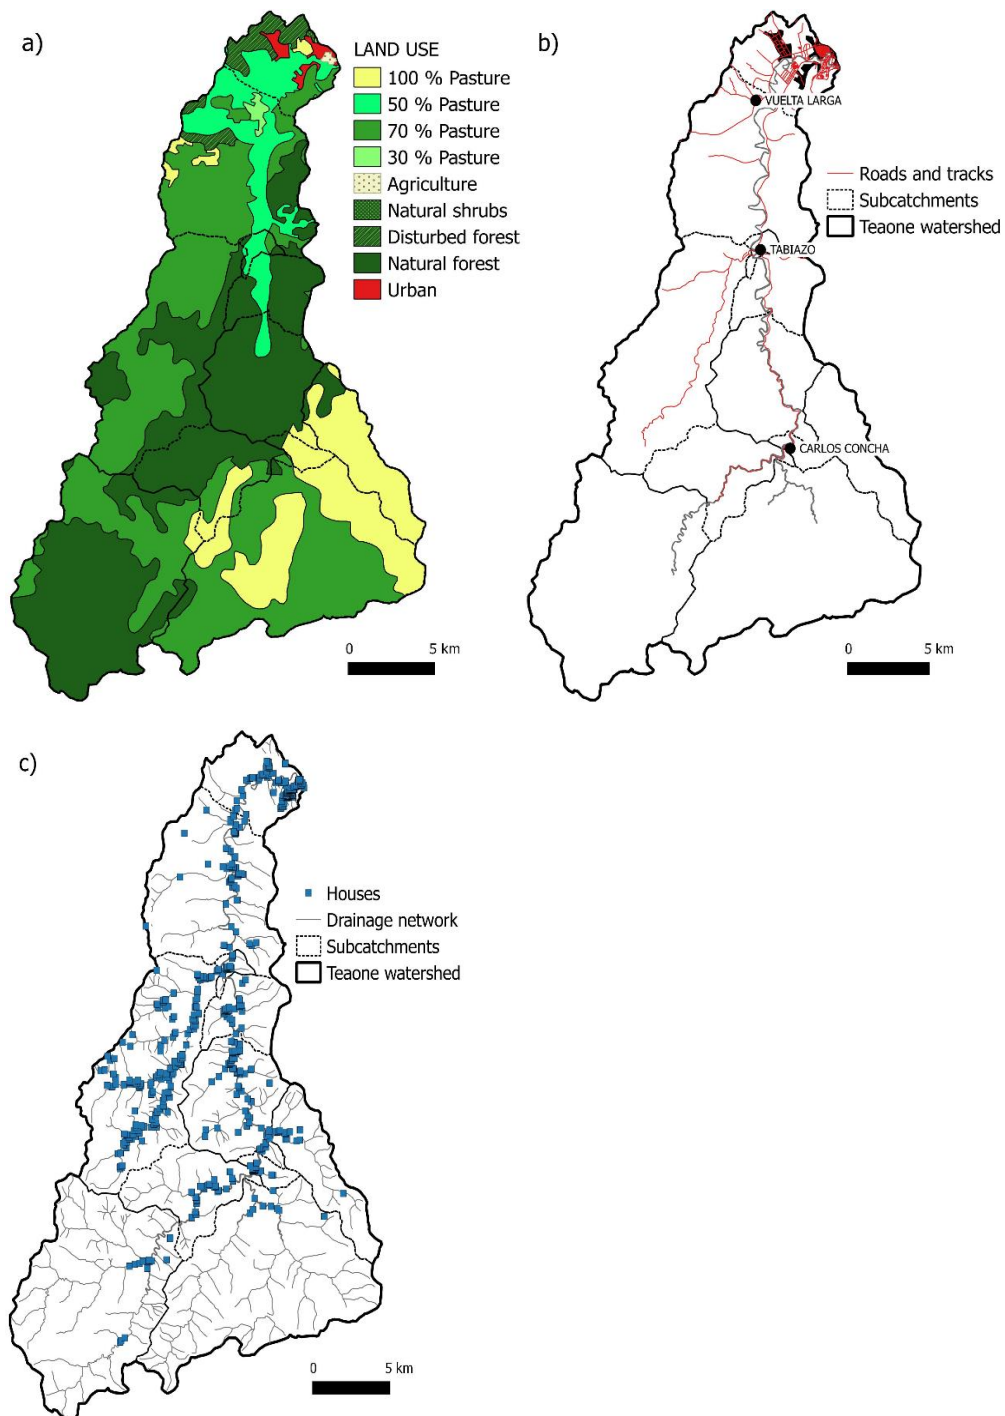 a)
LAND USE
100 % Pasture
50 % Pasture
70 % Pasture
30 % Pasture
Agriculture
Natural shrubs
Disturbed forest
Natural forest
Urban
0 5 km
b)
VUELTA LARGA
Roads and tracks
Subcatchments
Teaone watershed
TABIAZO
CARLOS CONCHA
0 5 km
c)
Houses
Drainage network
Subcatchments
Teaone watershed
0 5 km